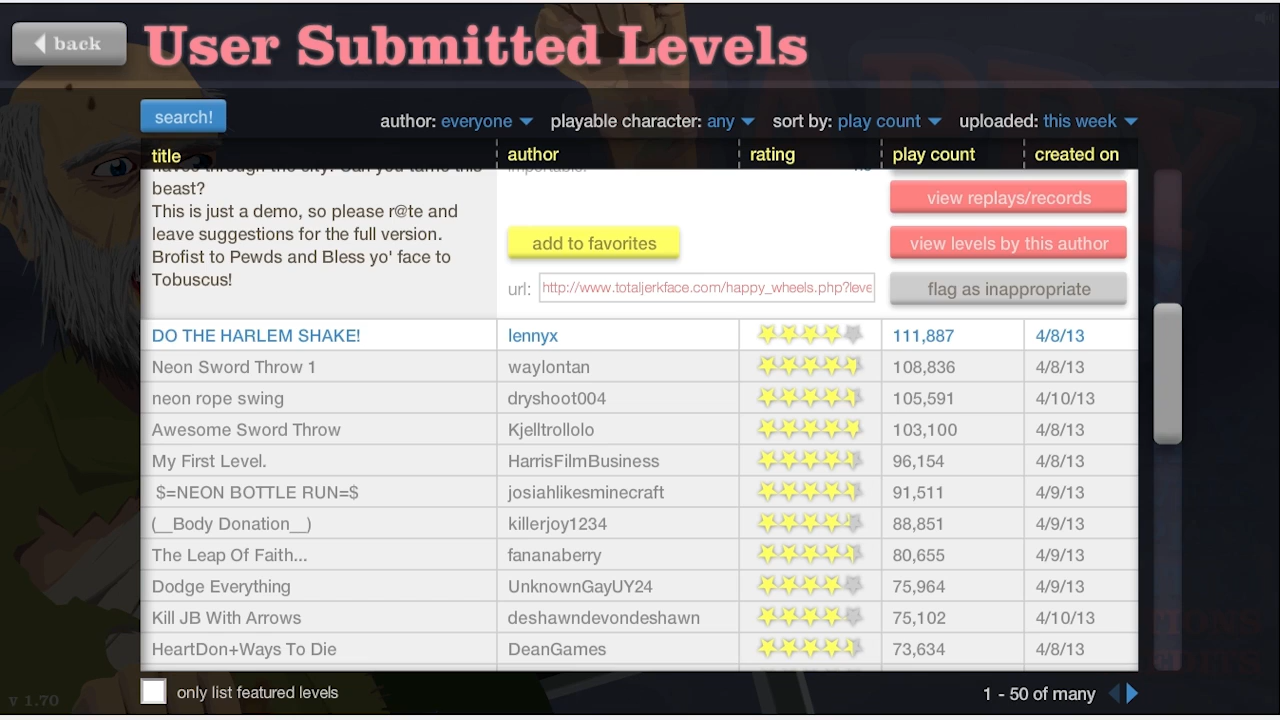 back
User Submitted Levels
search!
author: everyone playable character: any sort by: play count uploaded: this week
title author rating play count created on
beast?
This is just a demo, so please r@te and
leave suggestions for the full version.
Brofist to Pewds and Bless yo' face to
Tobuscus!
view replays/records
add to favorites
view levels by this author
url: http://www.totaljerkface.com/happy_wheels.php?leve
flag as inappropriate
DO THE HARLEM SHAKE! lennyx 111,887 4/8/13
Neon Sword Throw 1 waylontan 108,836 4/8/13
neon rope swing dryshoot004 105,591 4/10/13
Awesome Sword Throw Kjelltrollolo 103,100 4/8/13
My First Level. HarrisFilmBusiness 96,154 4/8/13
$=NEON BOTTLE RUN=$ josiahlikesminecraft 91,511 4/9/13
(__Body Donation__) killerjoy1234 88,851 4/9/13
The Leap Of Faith... fananaberry 80,655 4/9/13
Dodge Everything UnknownGayUY24 75,964 4/9/13
Kill JB With Arrows deshawndevondeshawn 75,102 4/10/13
HeartDon+Ways To Die DeanGames 73,634 4/8/13
only list featured levels
1 - 50 of many
v 1.70